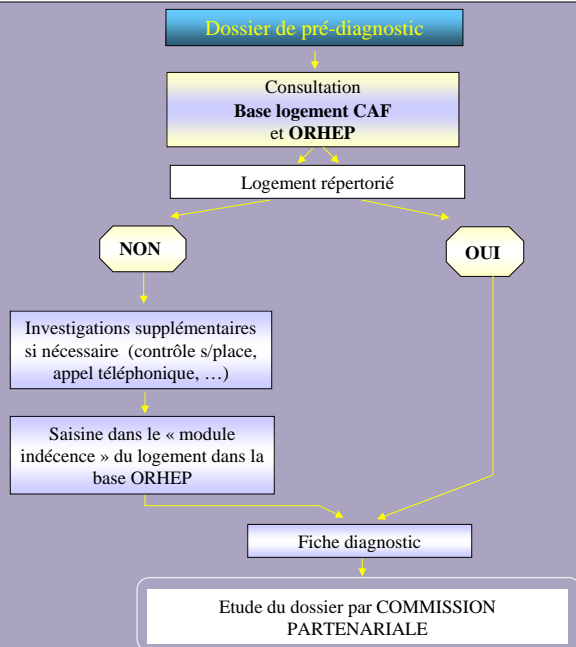 Dossier de pré-diagnostic
Consultation
Base logement CAF
et ORHEP
Logement répertorié
NON
OUI
Investigations supplémentaires
si nécessaire (contrôle s/place,
appel téléphonique, …)
Saisine dans le « module
indécence » du logement dans la
base ORHEP
Fiche diagnostic
Etude du dossier par COMMISSION
PARTENARIALE